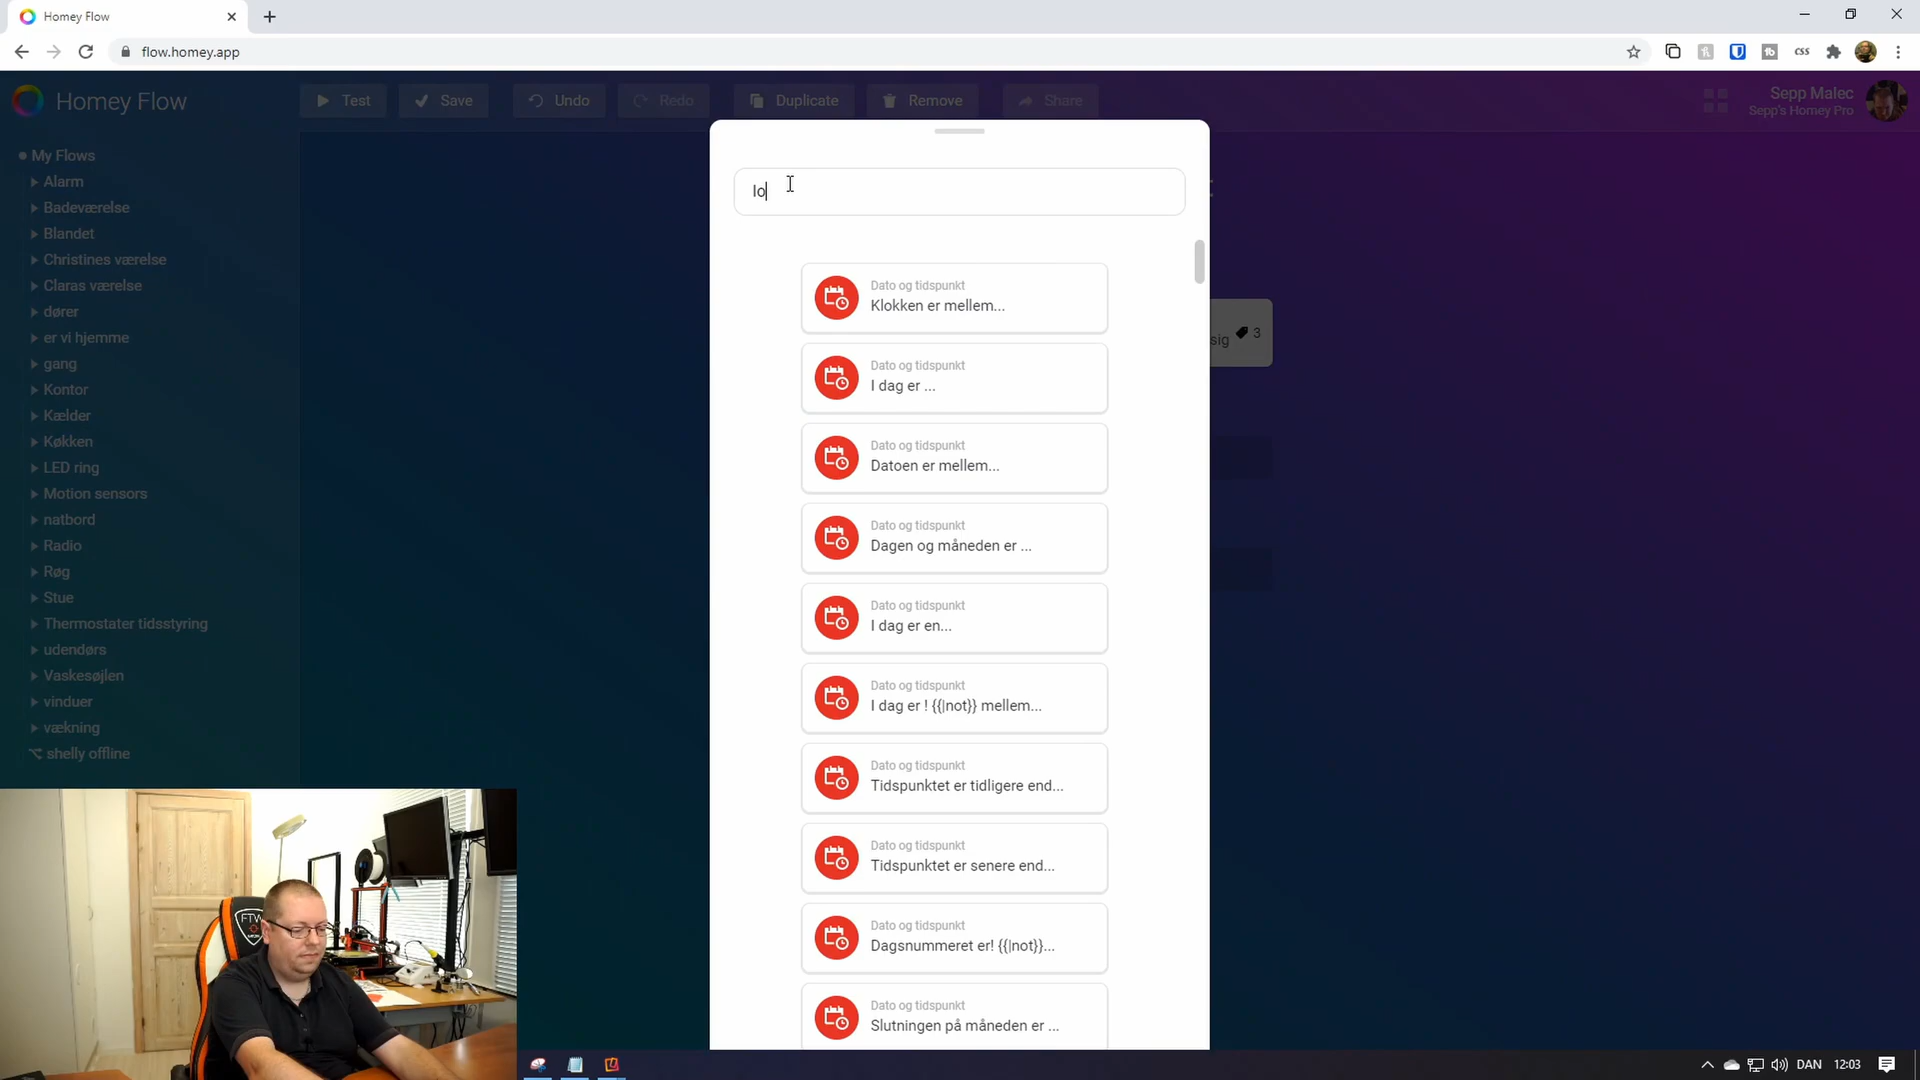 Homey Flow
flow.homey.app
CSS
Homey Flow
Test
Save
Undo
Redo
Duplicate
Remove
Share
Sepp Malec
Sepp's Homey Pro
My Flows
Alarm
Badeværelse
Blandet
Christines værelse
Claras værelse
dører
er vi hjemme
gang
Kontor
Kælder
Køkken
LED ring
Motion sensors
natbord
Radio
Røg
Stue
Thermostater tidsstyring
udendørs
Vaskesøjlen
vinduer
vækning
shelly offline
lo
Dato og tidspunkt
Klokken er mellem...
Dato og tidspunkt
I dag er ...
Dato og tidspunkt
Datoen er mellem...
Dato og tidspunkt
Dagen og måneden er ...
Dato og tidspunkt
I dag er en...
Dato og tidspunkt
I dag er ! {{|not}} mellem...
Dato og tidspunkt
Tidspunktet er tidligere end...
Dato og tidspunkt
Tidspunktet er senere end...
Dato og tidspunkt
Dagsnummeret er! {{|not}}...
Dato og tidspunkt
Slutningen på måneden er ...
sig
3
FTW
DAN
12:03